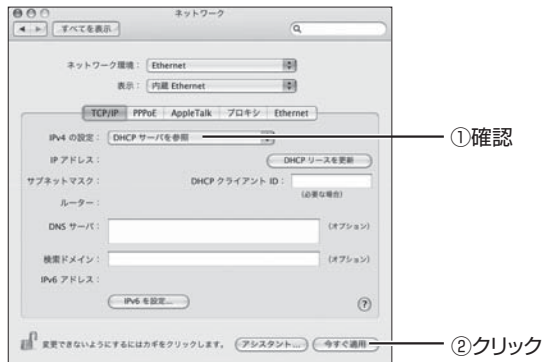 ネットワーク
すべてを表示
ネットワーク環境： Ethernet
表示： 内蔵 Ethernet
TCP/IP PPPoE AppleTalk プロキシ Ethernet
IPv4 の設定： DHCP サーバを参照
①確認
IP アドレス： DHCP リースを更新
サブネットマスク： DHCP クライアント ID：
(必要な場合)
ルーター：
DNS サーバ： (オプション)
検索ドメイン： (オプション)
IPv6 アドレス：
IPv6 を設定...
?
変更できないようにするにはカギをクリックします。 アシスタント... 今すぐ適用
②クリック